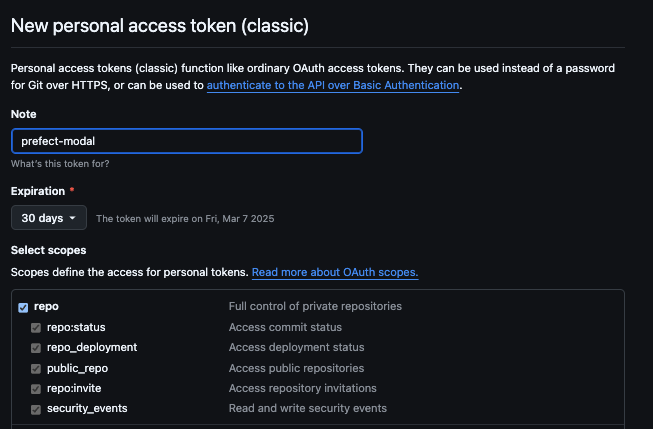 New personal access token (classic)
Personal access tokens (classic) function like ordinary OAuth access tokens. They can be used instead of a password
for Git over HTTPS, or can be used to authenticate to the API over Basic Authentication.
Note
prefect-modal
What's this token for?
Expiration *
30 days The token will expire on Fri, Mar 7 2025
Select scopes
Scopes define the access for personal tokens. Read more about OAuth scopes.
repo Full control of private repositories
repo:status Access commit status
repo_deployment Access deployment status
public_repo Access public repositories
repo:invite Access repository invitations
security_events Read and write security events